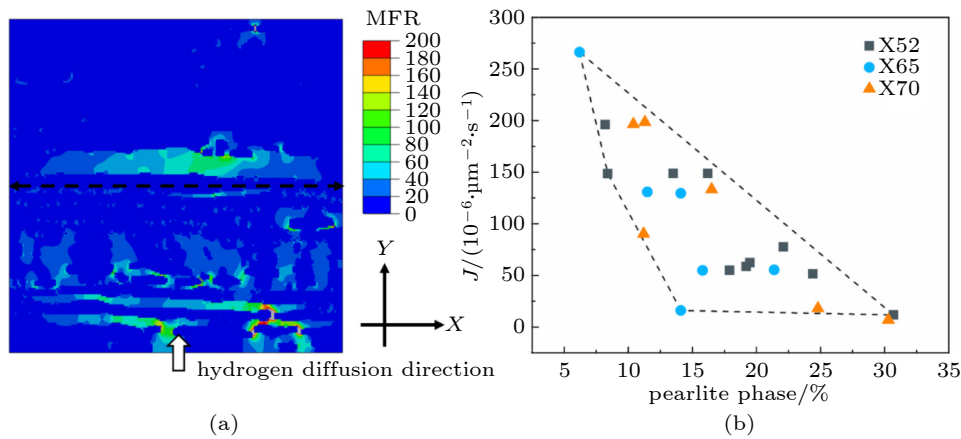 MFR
200
180
160
140
120
100
80
60
40
20
0
Y
X
hydrogen diffusion direction
(a)
J/(10⁻⁶·μm⁻²·s⁻¹)
300
250
200
150
100
50
0
X52
X65
X70
5 10 15 20 25 30 35
pearlite phase/%
(b)